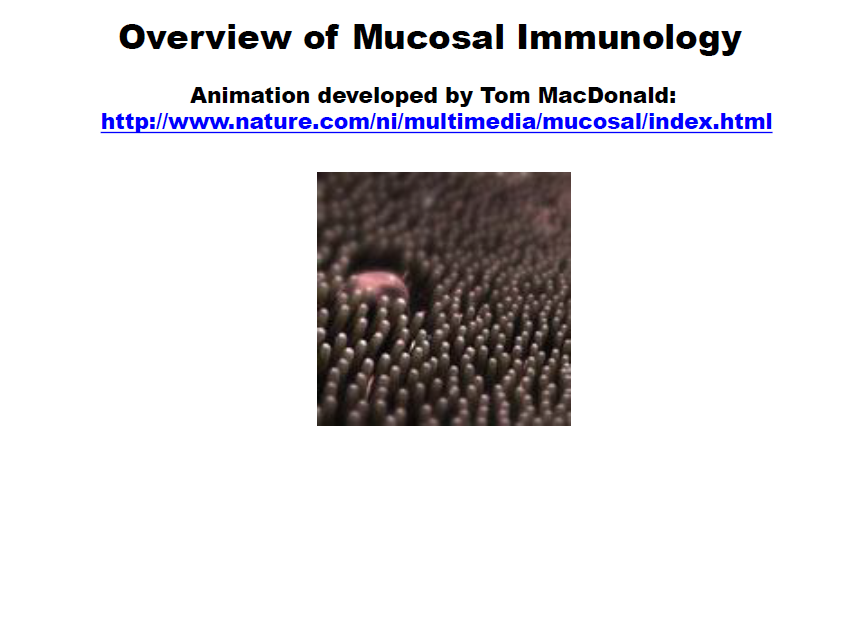 Overview of Mucosal Immunology
Animation developed by Tom MacDonald:
http://www.nature.com/ni/multimedia/mucosal/index.html